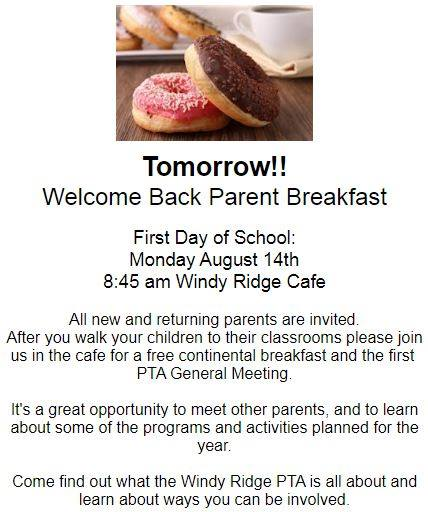 Tomorrow!!
Welcome Back Parent Breakfast
First Day of School:
Monday August 14th
8:45 am Windy Ridge Cafe
All new and returning parents are invited.
After you walk your children to their classrooms please join
us in the cafe for a free continental breakfast and the first
PTA General Meeting.
It's a great opportunity to meet other parents, and to learn
about some of the programs and activities planned for the
year.
Come find out what the Windy Ridge PTA is all about and
learn about ways you can be involved.